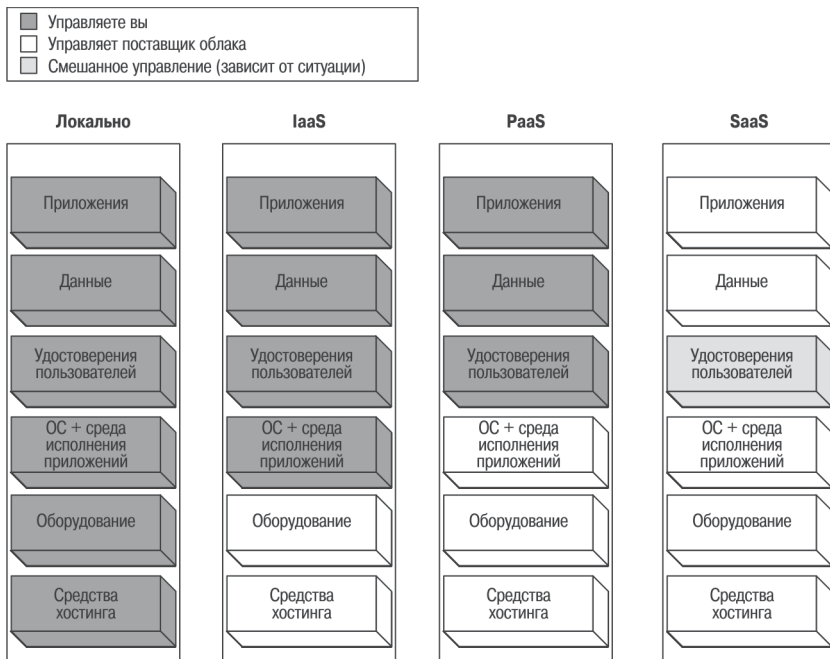 Управляете вы
Управляет поставщик облака
Смешанное управление (зависит от ситуации)
Локально
IaaS
PaaS
SaaS
Приложения
Приложения
Приложения
Приложения
Данные
Данные
Данные
Данные
Удостоверения
пользователей
Удостоверения
пользователей
Удостоверения
пользователей
Удостоверения
пользователей
ОС + среда
исполнения
приложений
ОС + среда
исполнения
приложений
ОС + среда
исполнения
приложений
ОС + среда
исполнения
приложений
Оборудование
Оборудование
Оборудование
Оборудование
Средства
хостинга
Средства
хостинга
Средства
хостинга
Средства
хостинга